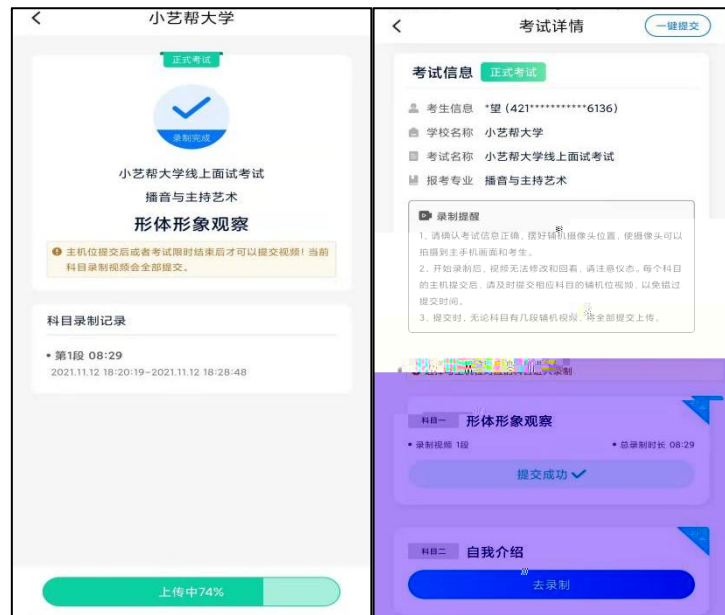 小艺帮大学
正式考试
录制完成
小艺帮大学线上面试考试
播音与主持艺术
形体形象观察
主机位提交后或者考试限时结束后才可以提交视频！当前
科目录制视频会全部提交。
科目录制记录
• 第1段 08:29
2021.11.12 18:20:19-2021.11.12 18:28:48
上传中74%
考试详情
一键提交
考试信息 正式考试
考生信息 *望 (421***********6136)
学校名称 小艺帮大学
考试名称 小艺帮大学线上面试考试
报考专业 播音与主持艺术
录制提醒
1、请确认考试信息正确，摆好辅机摄像头位置，使摄像头可以
拍摄到主手机画面和考生。
2、开始录制后，视频无法修改和回看，请注意仪态。每个科目
的主机提交后，请及时提交相应科目的辅机位视频，以免错过
提交时间。
3、提交时，无论科目有几段辅机视频，将全部提交上传。
科目一 形体形象观察
• 录制视频 1段
• 总录制时长 08:29
提交成功
科目二 自我介绍
去录制